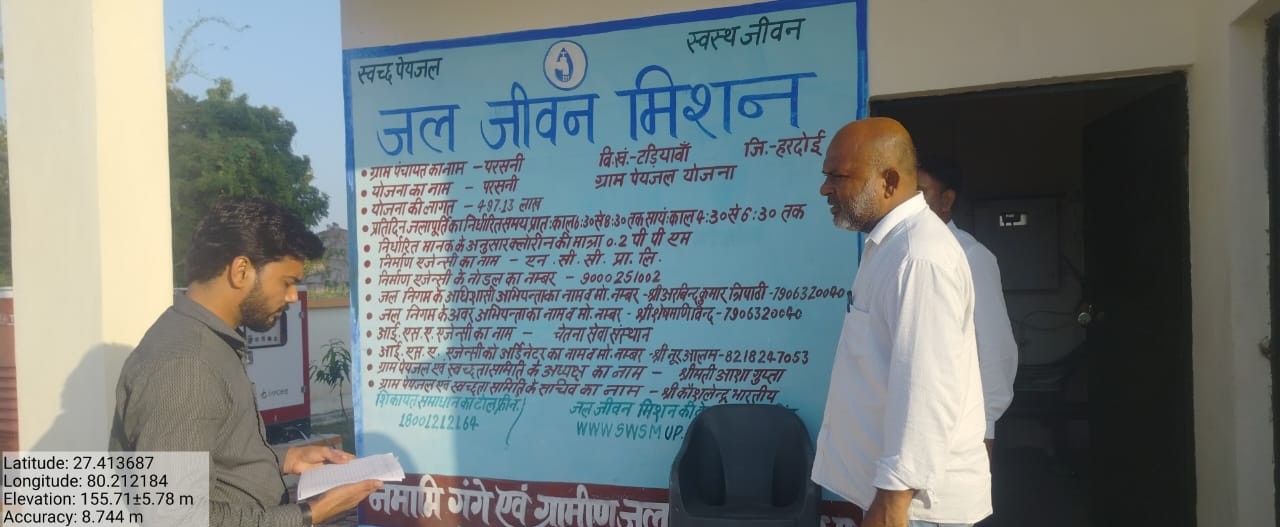 स्वच्छ पेयजल
स्वस्थ जीवन
जल जीवन मिशन
• ग्राम पंचायत का नाम - परसनी वि.खं.-टड़ियावाँ जि.-हरदोई
• योजना का नाम - परसनी ग्राम पेयजल योजना
• योजना की लागत - 497.13 लाख
• प्रतिदिन जलापूर्ति का निर्धारित समय प्रात:काल 6:30 से 8:30 तक सायं:काल 4:30 से 6:30 तक
• निर्धारित मानक के अनुसार क्लोरीन की मात्रा 0.2 पी पी एम
• निर्माण एजेन्सी का नाम - एन. सी. सी. प्रा. लि.
• निर्माण एजेन्सी के नोडल का नम्बर - 9000251002
• जल निगम के अधिशासी अभियन्ता का नाम व मो. नम्बर - श्री अरबिन्द कुमार त्रिपाठी - 7906320040
• जल निगम के अवर अभियन्ता का नाम व मो. नम्बर - श्री शेषमणि विन्द - 7906320040
• आई. एस. ए. एजेन्सी का नाम - चेतना सेवा संस्थान
• आई. एस. ए. एजेन्सी कोआर्डिनेटर का नाम व मो. नम्बर - श्री नूर आलम - 8218247053
• ग्राम पेयजल एवं स्वच्छता समिति के अध्यक्ष का नाम - श्रीमती आशा गुप्ता
• ग्राम पेयजल एवं स्वच्छता समिति के सचिव का नाम - श्री कौशलेन्द्र भारतीय
शिकायत समाधान का टोल फ्री नं. जल जीवन मिशन की
18001212164 WWW SWSM UP.
नमामि गंगे एवं ग्रामीण जल
Latitude: 27.413687
Longitude: 80.212184
Elevation: 155.71±5.78 m
Accuracy: 8.744 m